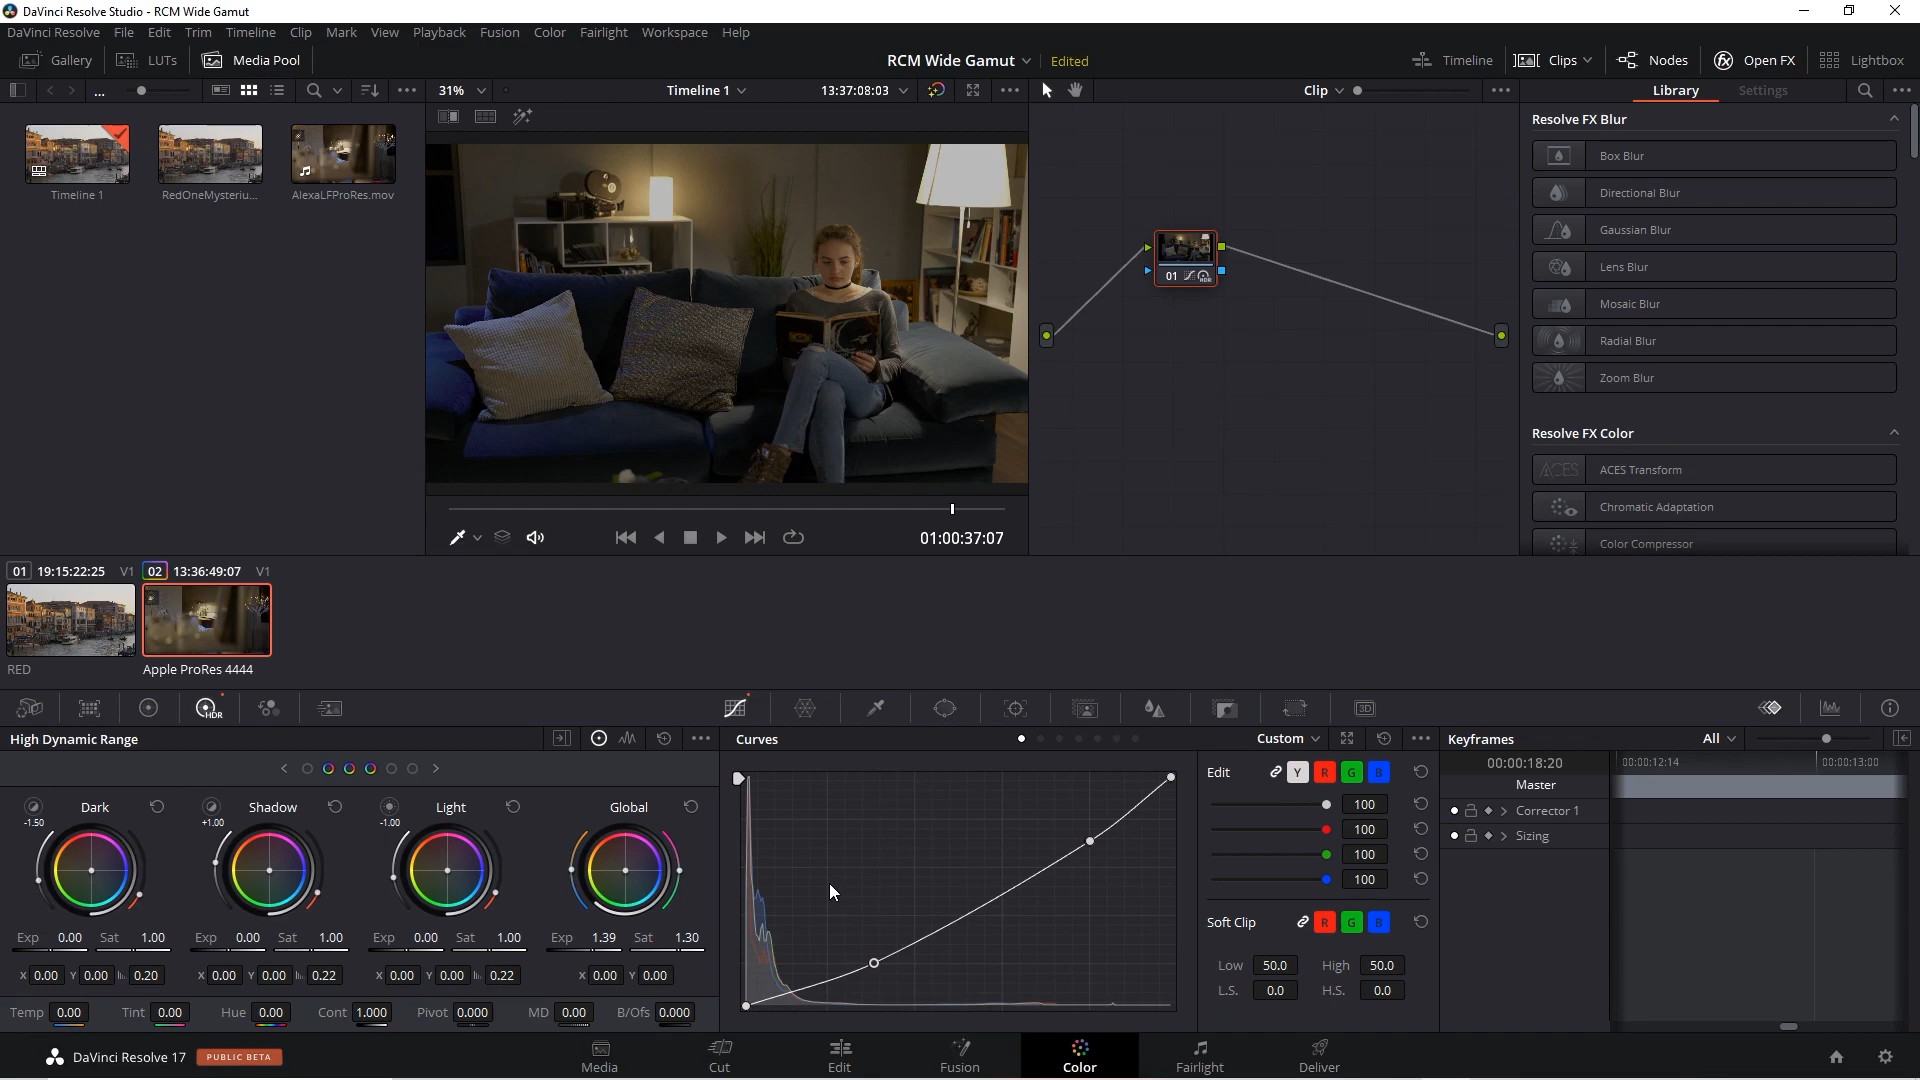 DaVinci Resolve Studio - RCM Wide Gamut
DaVinci Resolve File Edit Trim Timeline Clip Mark View Playback Fusion Color Fairlight Workspace Help
Gallery LUTs Media Pool RCM Wide Gamut Edited Timeline Clips Nodes Open FX Lightbox
... 31% Timeline 1 13:37:08:03 Clip Library Settings
Resolve FX Blur
Box Blur
Directional Blur
Gaussian Blur
Lens Blur
Mosaic Blur
Radial Blur
Zoom Blur
Resolve FX Color
ACES ACES Transform
Chromatic Adaptation
Color Compressor
Timeline 1 RedOneMysteriu... AlexaLFProRes.mov
01
01:00:37:07
01 19:15:22:25 V1 02 13:36:49:07 V1
RED Apple ProRes 4444
HDR 3D
High Dynamic Range Curves Custom Keyframes All
00:00:18:20 00:00:12:14 00:00:13:00
Master
Corrector 1
Sizing
Dark Shadow Light Global
-1.50 +1.00 -1.00
Exp 0.00 Sat 1.00 Exp 0.00 Sat 1.00 Exp 0.00 Sat 1.00 Exp 1.39 Sat 1.30
X 0.00 Y 0.00 0.20 X 0.00 Y 0.00 0.22 X 0.00 Y 0.00 0.22 X 0.00 Y 0.00
Temp 0.00 Tint 0.00 Hue 0.00 Cont 1.000 Pivot 0.000 MD 0.00 B/Ofs 0.000
Edit Y R G B
100
100
100
100
Soft Clip R G B
Low 50.0 High 50.0
L.S. 0.0 H.S. 0.0
DaVinci Resolve 17 PUBLIC BETA Media Cut Edit Fusion Color Fairlight Deliver